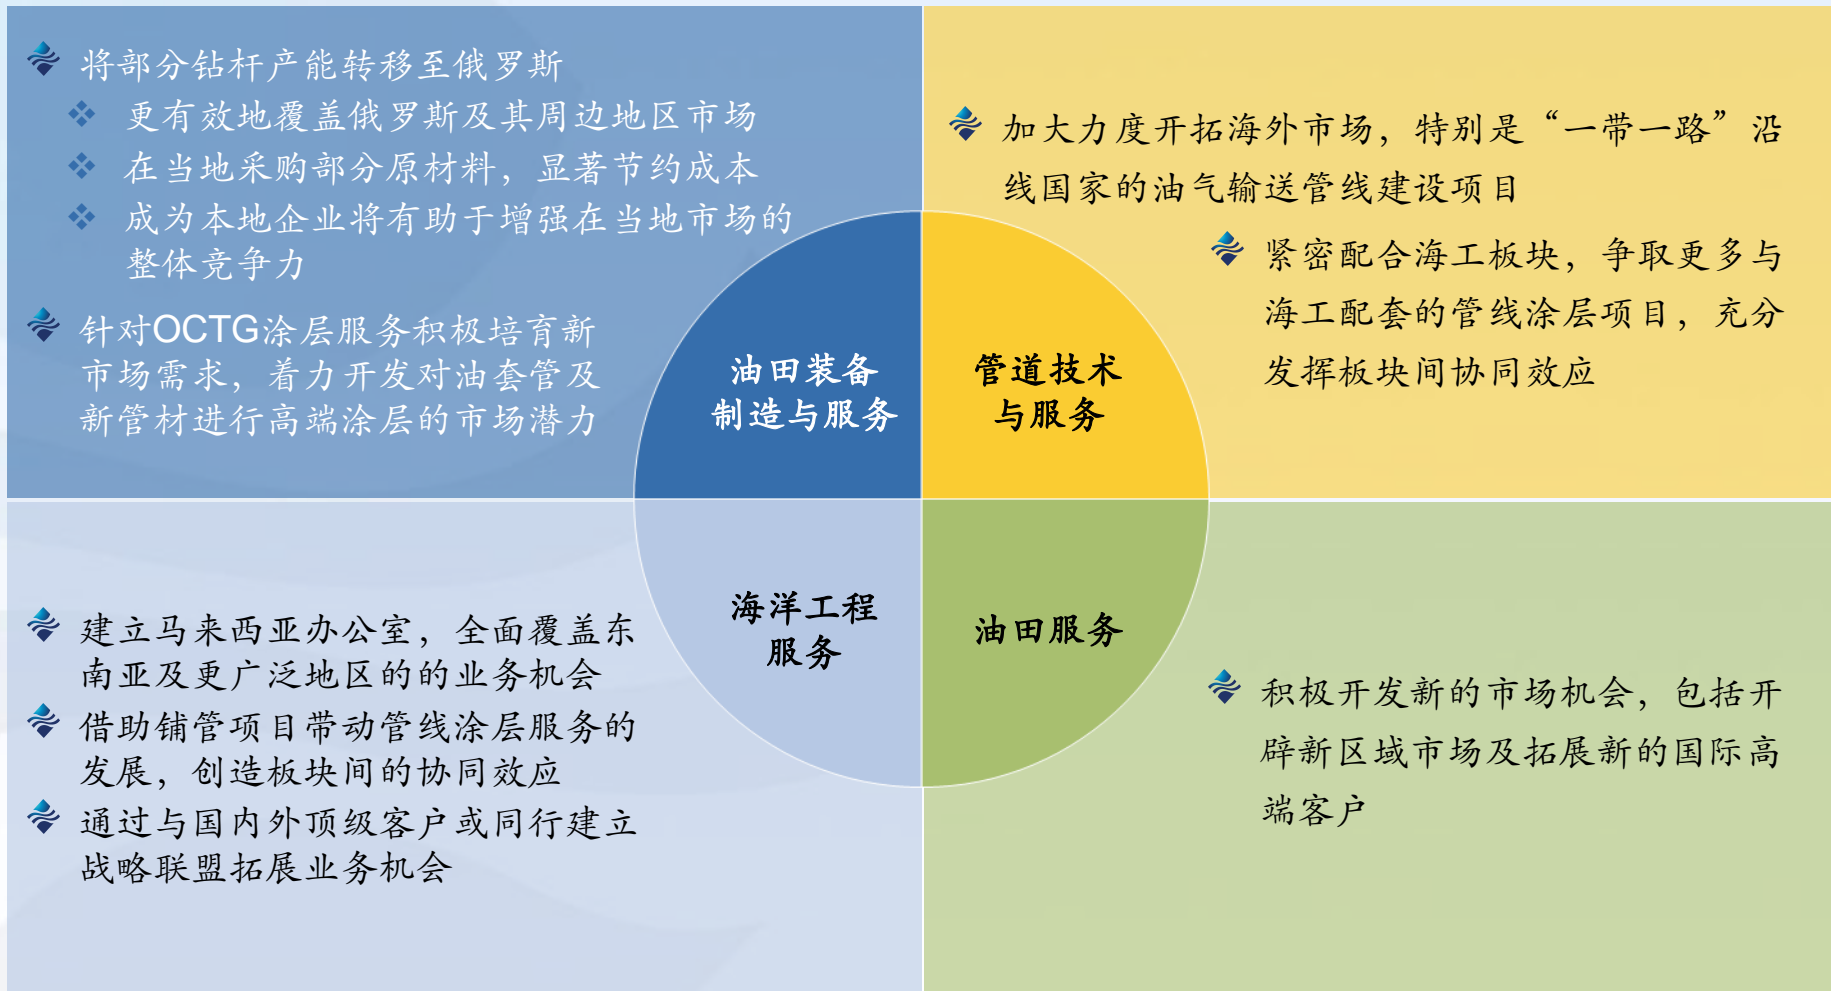 将部分钻杆产能转移至俄罗斯
更有效地覆盖俄罗斯及其周边地区市场
在当地采购部分原材料，显著节约成本
成为本地企业将有助于增强在当地市场的
整体竞争力
针对OCTG涂层服务积极培育新
市场需求，着力开发对油套管及
新管材进行高端涂层的市场潜力
加大力度开拓海外市场，特别是“一带一路”沿
线国家的油气输送管线建设项目
紧密配合海工板块，争取更多与
海工配套的管线涂层项目，充分
发挥板块间协同效应
油田装备
制造与服务
管道技术
与服务
海洋工程
服务
油田服务
建立马来西亚办公室，全面覆盖东
南亚及更广泛地区的的业务机会
借助铺管项目带动管线涂层服务的
发展，创造板块间的协同效应
通过与国内外顶级客户或同行建立
战略联盟拓展业务机会
积极开发新的市场机会，包括开
辟新区域市场及拓展新的国际高
端客户